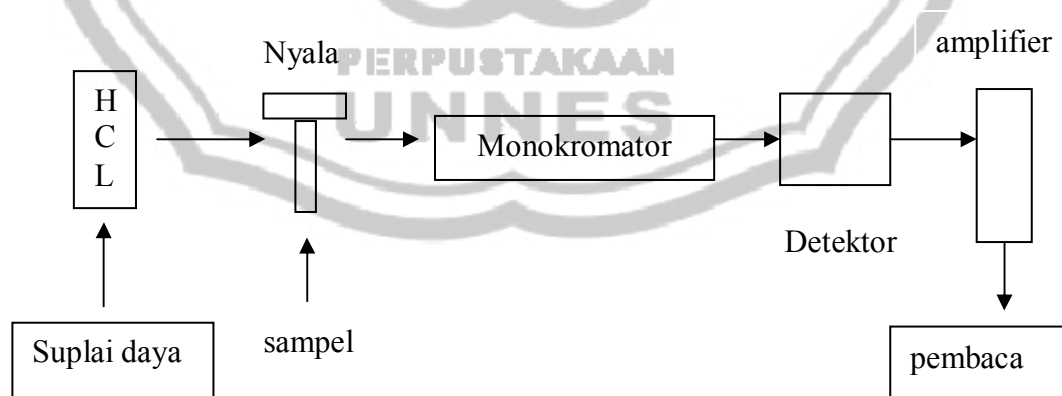 Nyala
PERPUSTAKAAN
UNNES
amplifier
H
C
L
Monokromator
Detektor
Suplai daya
sampel
pembaca